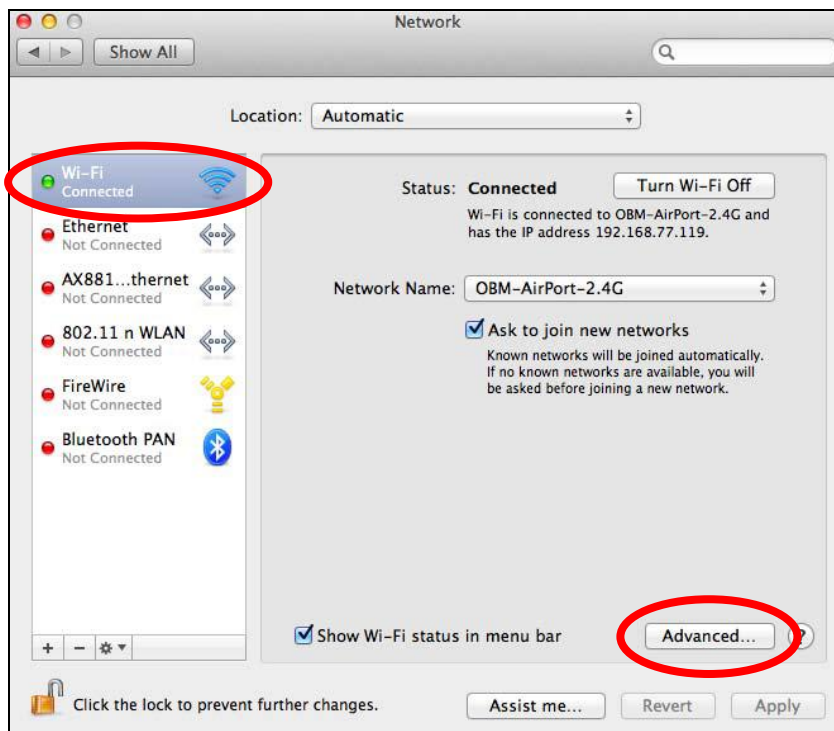 Network
Show All
Location: Automatic
Wi-Fi
Connected
Ethernet
Not Connected
AX881...thernet
Not Connected
802.11 n WLAN
Not Connected
FireWire
Not Connected
Bluetooth PAN
Not Connected
Status: Connected
Turn Wi-Fi Off
Wi-Fi is connected to OBM-AirPort-2.4G and
has the IP address 192.168.77.119.
Network Name: OBM-AirPort-2.4G
Ask to join new networks
Known networks will be joined automatically.
If no known networks are available, you will
be asked before joining a new network.
Show Wi-Fi status in menu bar
Advanced...
?
+ −
Click the lock to prevent further changes.
Assist me...
Revert
Apply